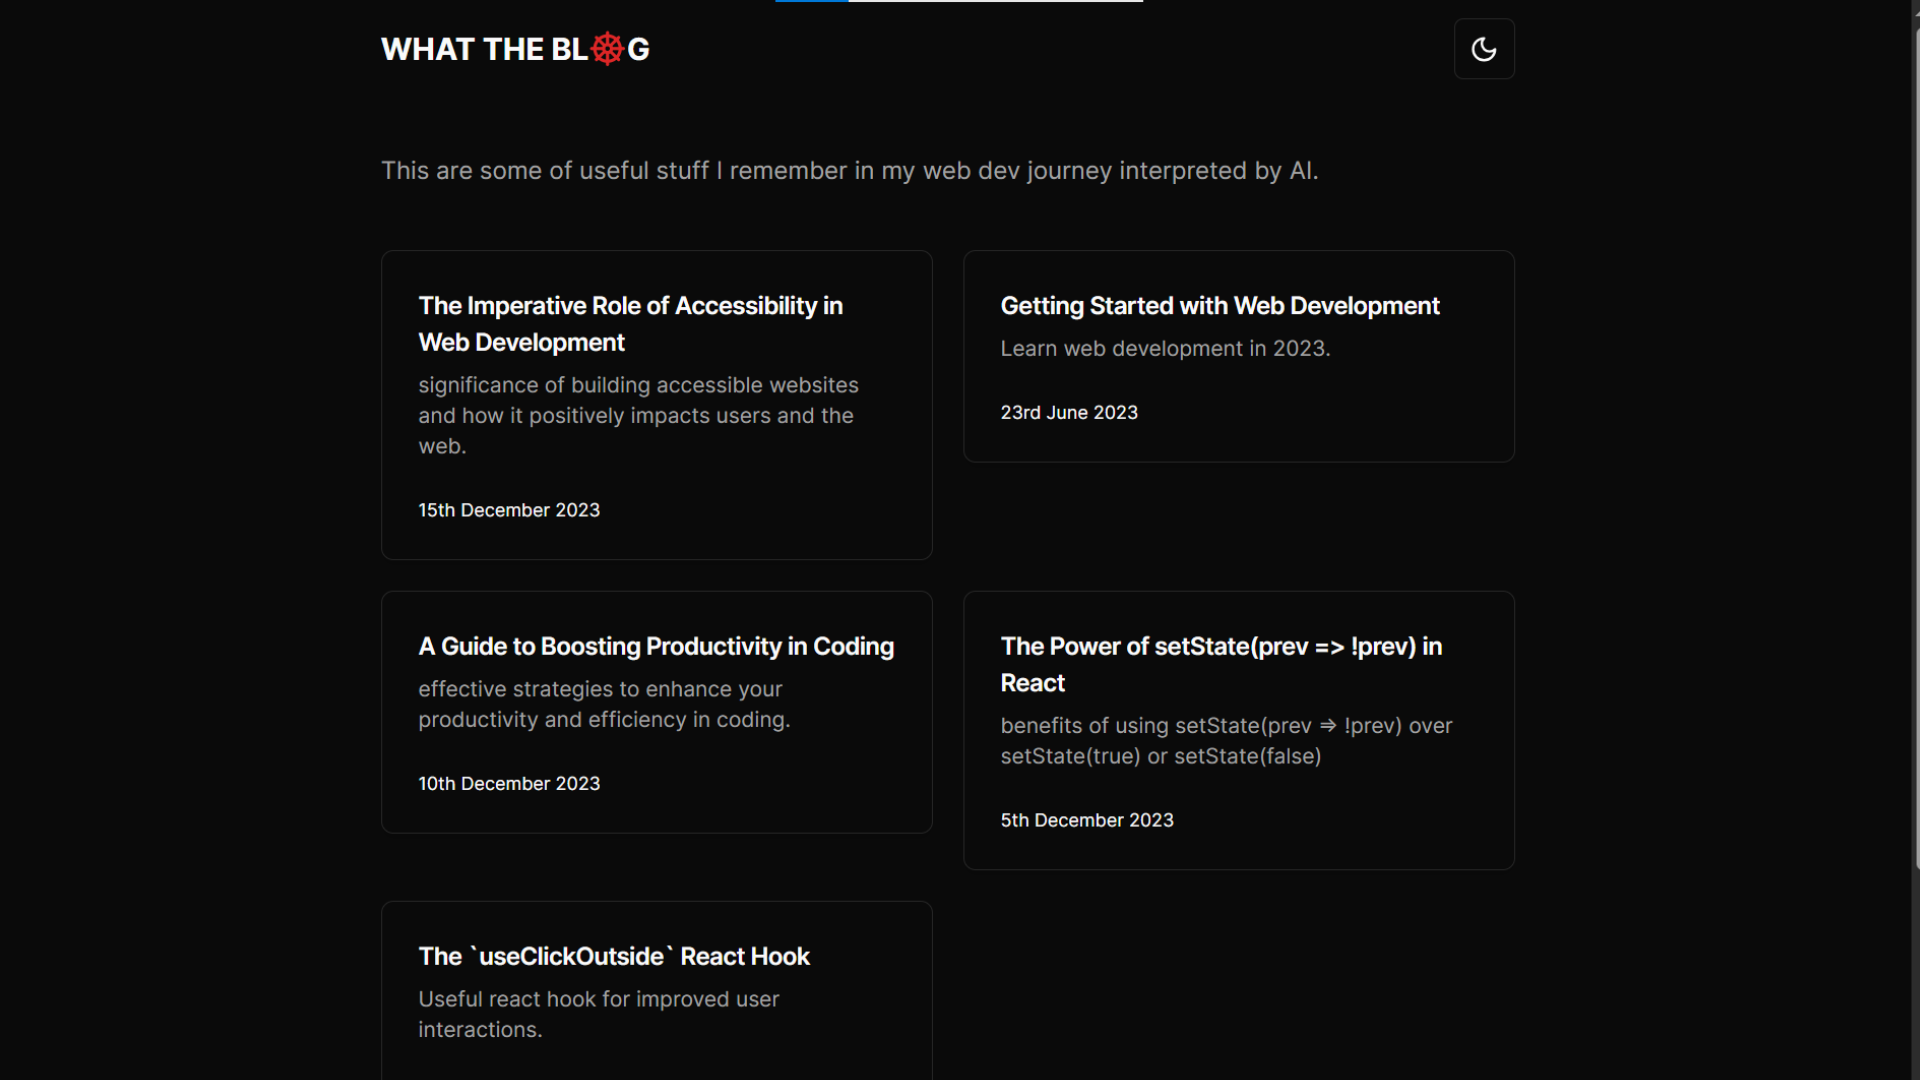 WHAT THE BL☸G
This are some of useful stuff I remember in my web dev journey interpreted by AI.
The Imperative Role of Accessibility in
Web Development
significance of building accessible websites
and how it positively impacts users and the
web.
15th December 2023
Getting Started with Web Development
Learn web development in 2023.
23rd June 2023
A Guide to Boosting Productivity in Coding
effective strategies to enhance your
productivity and efficiency in coding.
10th December 2023
The Power of setState(prev => !prev) in
React
benefits of using setState(prev => !prev) over
setState(true) or setState(false)
5th December 2023
The `useClickOutside` React Hook
Useful react hook for improved user
interactions.